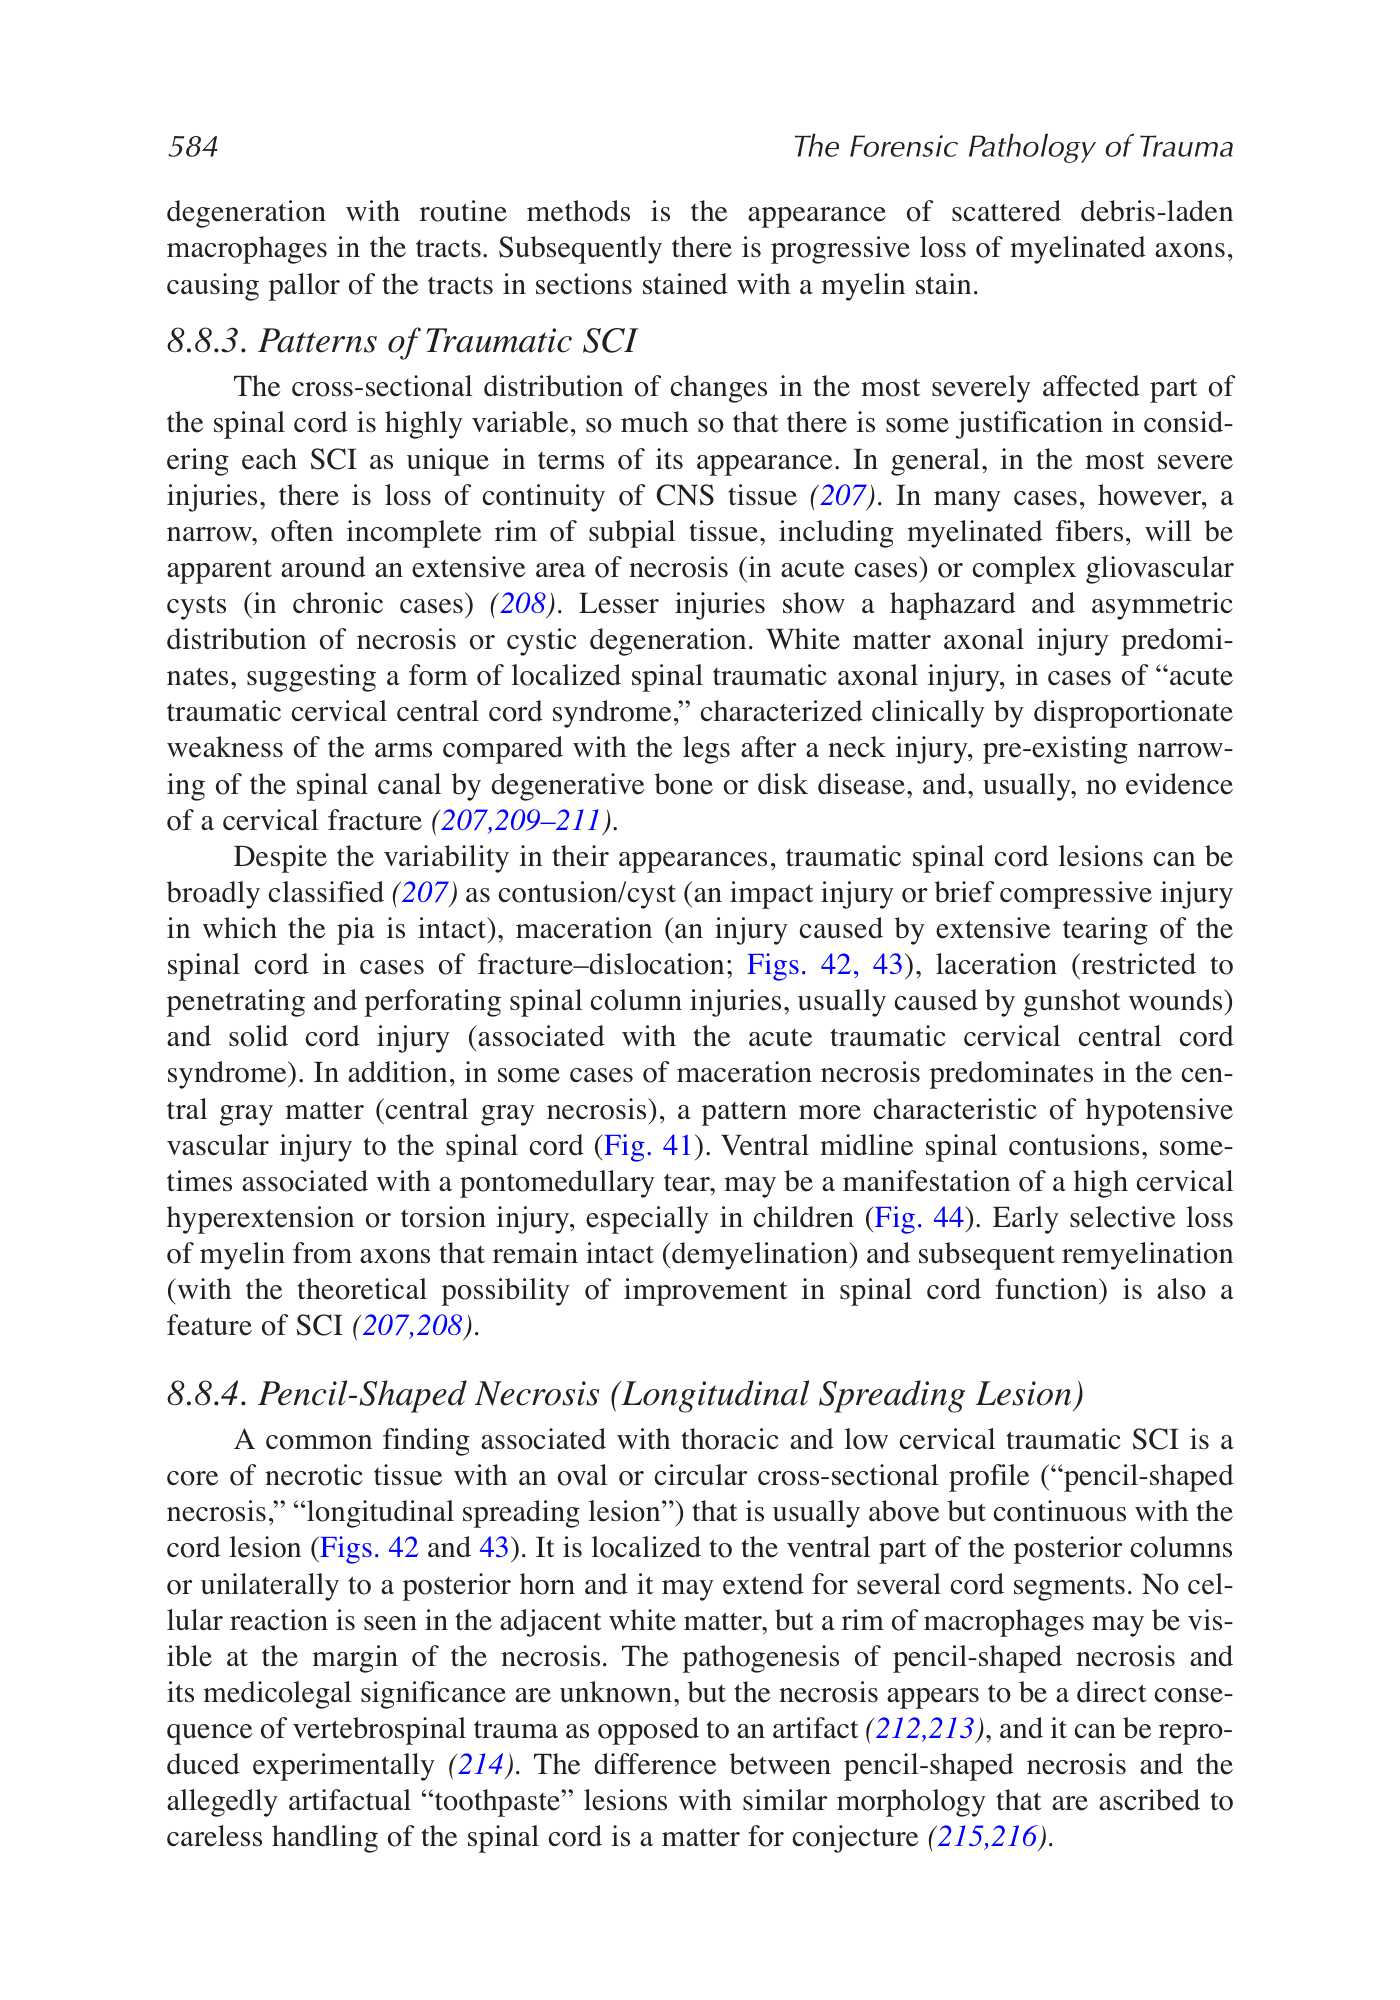 584
The Forensic Pathology of Trauma
degeneration with routine methods is the appearance of scattered debris-laden
macrophages in the tracts. Subsequently there is progressive loss of myelinated axons,
causing pallor of the tracts in sections stained with a myelin stain.
8.8.3. Patterns of Traumatic SCI
The cross-sectional distribution of changes in the most severely affected part of
the spinal cord is highly variable, so much so that there is some justification in consid-
ering each SCI as unique in terms of its appearance. In general, in the most severe
injuries, there is loss of continuity of CNS tissue (207). In many cases, however, a
narrow, often incomplete rim of subpial tissue, including myelinated fibers, will be
apparent around an extensive area of necrosis (in acute cases) or complex gliovascular
cysts (in chronic cases) (208). Lesser injuries show a haphazard and asymmetric
distribution of necrosis or cystic degeneration. White matter axonal injury predomi-
nates, suggesting a form of localized spinal traumatic axonal injury, in cases of “acute
traumatic cervical central cord syndrome,” characterized clinically by disproportionate
weakness of the arms compared with the legs after a neck injury, pre-existing narrow-
ing of the spinal canal by degenerative bone or disk disease, and, usually, no evidence
of a cervical fracture (207,209–211).
Despite the variability in their appearances, traumatic spinal cord lesions can be
broadly classified (207) as contusion/cyst (an impact injury or brief compressive injury
in which the pia is intact), maceration (an injury caused by extensive tearing of the
spinal cord in cases of fracture–dislocation; Figs. 42, 43), laceration (restricted to
penetrating and perforating spinal column injuries, usually caused by gunshot wounds)
and solid cord injury (associated with the acute traumatic cervical central cord
syndrome). In addition, in some cases of maceration necrosis predominates in the cen-
tral gray matter (central gray necrosis), a pattern more characteristic of hypotensive
vascular injury to the spinal cord (Fig. 41). Ventral midline spinal contusions, some-
times associated with a pontomedullary tear, may be a manifestation of a high cervical
hyperextension or torsion injury, especially in children (Fig. 44). Early selective loss
of myelin from axons that remain intact (demyelination) and subsequent remyelination
(with the theoretical possibility of improvement in spinal cord function) is also a
feature of SCI (207,208).
8.8.4. Pencil-Shaped Necrosis (Longitudinal Spreading Lesion)
A common finding associated with thoracic and low cervical traumatic SCI is a
core of necrotic tissue with an oval or circular cross-sectional profile (“pencil-shaped
necrosis,” “longitudinal spreading lesion”) that is usually above but continuous with the
cord lesion (Figs. 42 and 43). It is localized to the ventral part of the posterior columns
or unilaterally to a posterior horn and it may extend for several cord segments. No cel-
lular reaction is seen in the adjacent white matter, but a rim of macrophages may be vis-
ible at the margin of the necrosis. The pathogenesis of pencil-shaped necrosis and
its medicolegal significance are unknown, but the necrosis appears to be a direct conse-
quence of vertebrospinal trauma as opposed to an artifact (212,213), and it can be repro-
duced experimentally (214). The difference between pencil-shaped necrosis and the
allegedly artifactual “toothpaste” lesions with similar morphology that are ascribed to
careless handling of the spinal cord is a matter for conjecture (215,216).